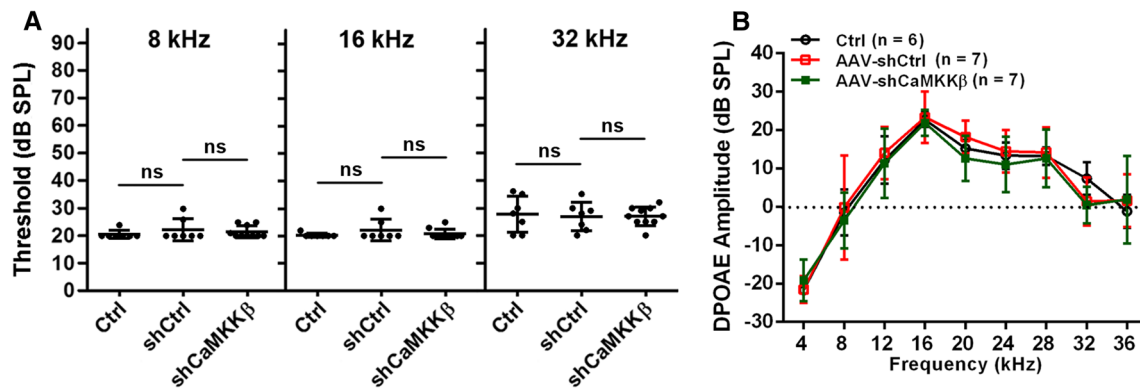 A
8 kHz
16 kHz
32 kHz
Threshold (dB SPL)
90
80
70
60
50
40
30
20
10
0
ns
ns
ns
ns
ns
ns
Ctrl
shCtrl
shCaMKKβ
Ctrl
shCtrl
shCaMKKβ
Ctrl
shCtrl
shCaMKKβ
B
Ctrl (n = 6)
AAV-shCtrl (n = 7)
AAV-shCaMKKβ (n = 7)
DPOAE Amplitude (dB SPL)
40
30
20
10
0
-10
-20
-30
4 8 12 16 20 24 28 32 36
Frequency (kHz)